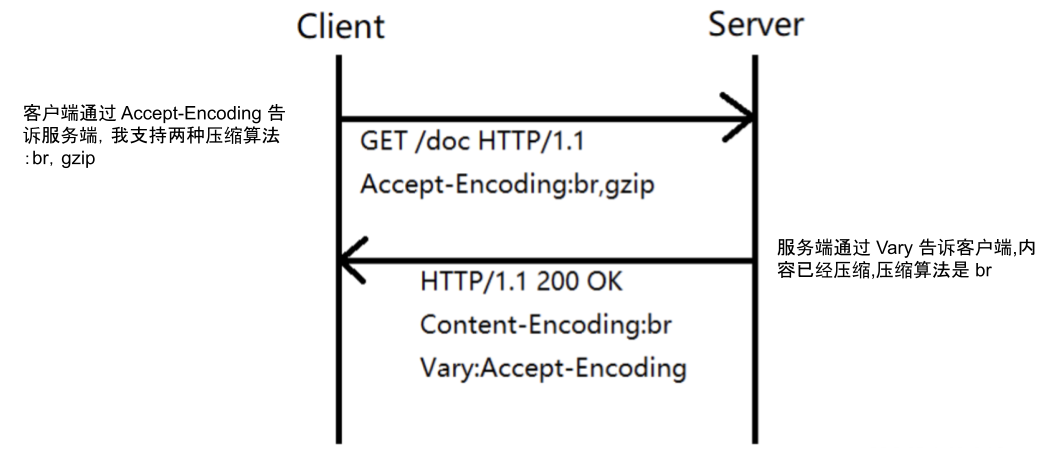 Client
Server
客户端通过 Accept-Encoding 告
诉服务端, 我支持两种压缩算法
:br, gzip
GET /doc HTTP/1.1
Accept-Encoding:br,gzip
服务端通过 Vary 告诉客户端,内
容已经压缩,压缩算法是 br
HTTP/1.1 200 OK
Content-Encoding:br
Vary:Accept-Encoding